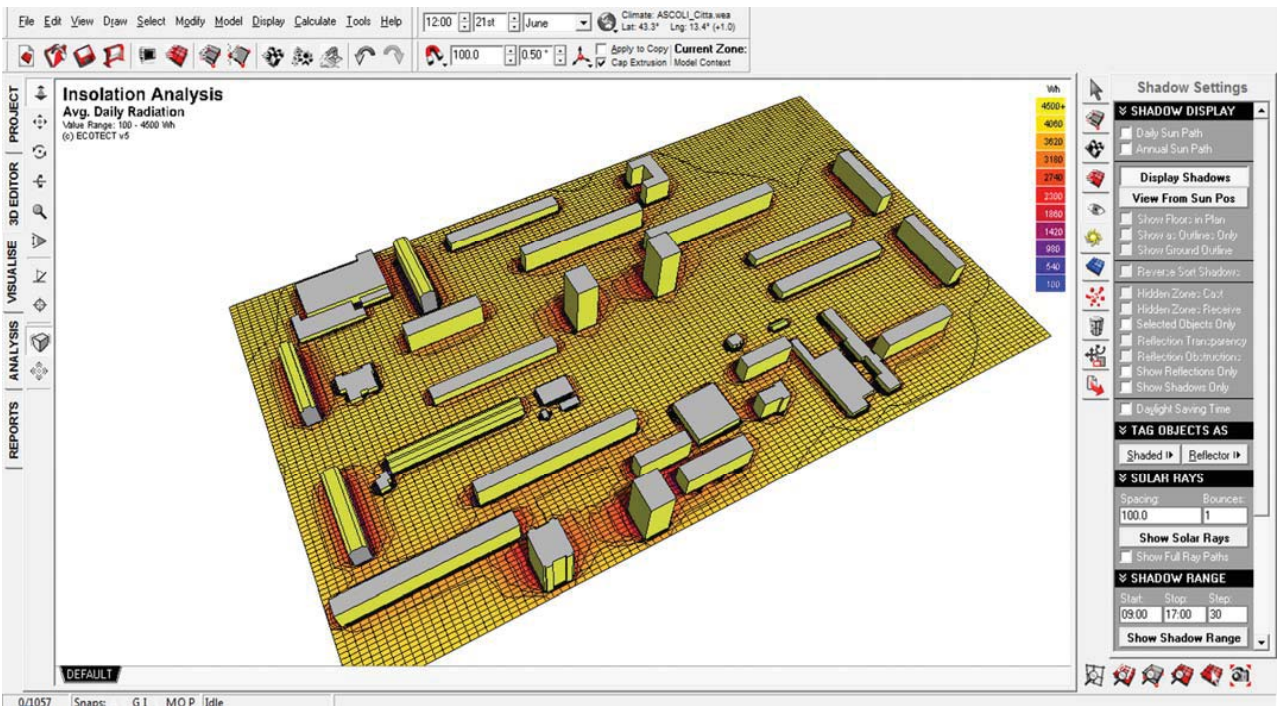 File Edit View Draw Select Modify Model Display Calculate Tools Help
12:00 21st June
Climate: ASCOLI_Citta.wea
Lat: 43.3° Lng: 13.4° (+1.0)
100.0 0.50° Apply to Copy Current Zone:
Cap Extrusion Model Context
PROJECT
3D EDITOR
VISUALISE
ANALYSIS
REPORTS
Insolation Analysis
Avg. Daily Radiation
Value Range: 100 - 4500 Wh
(c) ECOTECT v5
Wh
4500+
4060
3620
3180
2740
2300
1860
1420
980
540
100
DEFAULT
Shadow Settings
SHADOW DISPLAY
Daily Sun Path
Annual Sun Path
Display Shadows
View From Sun Pos
Show Floors in Plan
Show as Outlines Only
Show Ground Outline
Reverse Sort Shadows
Hidden Zones Cast
Hidden Zones Receive
Selected Objects Only
Reflection Transparency
Reflection Obstructions
Show Reflections Only
Show Shadows Only
Daylight Saving Time
TAG OBJECTS AS
Shaded Reflector
SOLAR RAYS
Spacing: Bounces:
100.0 1
Show Solar Rays
Show Full Ray Paths
SHADOW RANGE
Start: Stop: Step:
09:00 17:00 30
Show Shadow Range
0/1057 Snaps: G I M O P Idle